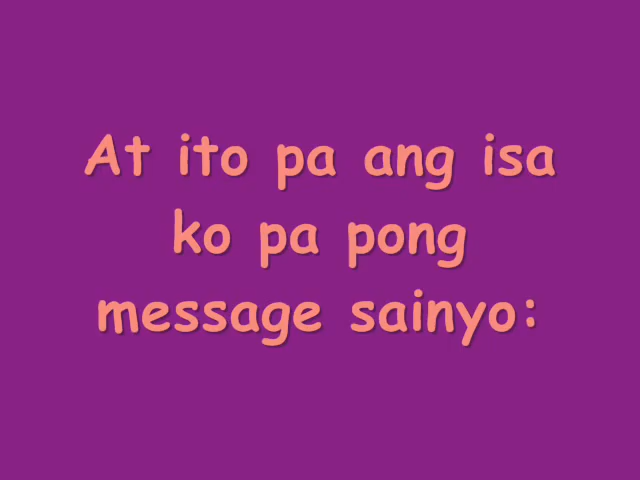 At ito pa ang isa
ko pa pong
message sainyo: